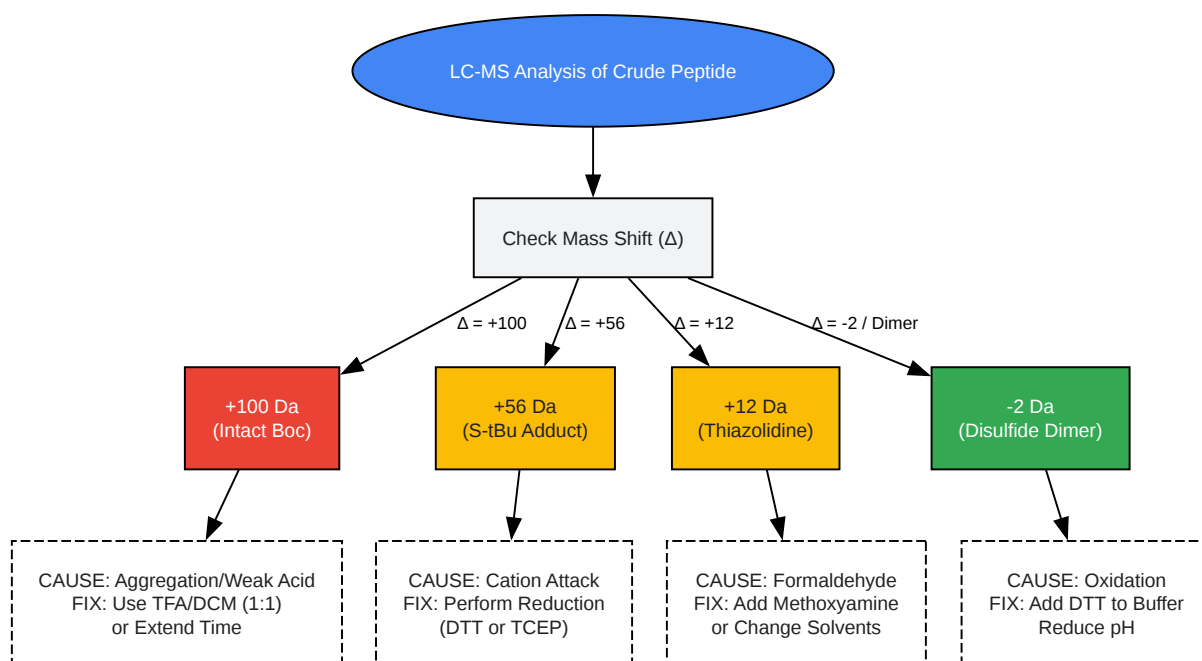 LC-MS Analysis of Crude Peptide
Check Mass Shift (Δ)
Δ = +100
Δ = +56
Δ = +12
Δ = -2 / Dimer
+100 Da
(Intact Boc)
+56 Da
(S-tBu Adduct)
+12 Da
(Thiazolidine)
-2 Da
(Disulfide Dimer)
CAUSE: Aggregation/Weak Acid
FIX: Use TFA/DCM (1:1)
or Extend Time
CAUSE: Cation Attack
FIX: Perform Reduction
(DTT or TCEP)
CAUSE: Formaldehyde
FIX: Add Methoxyamine
or Change Solvents
CAUSE: Oxidation
FIX: Add DTT to Buffer
Reduce pH